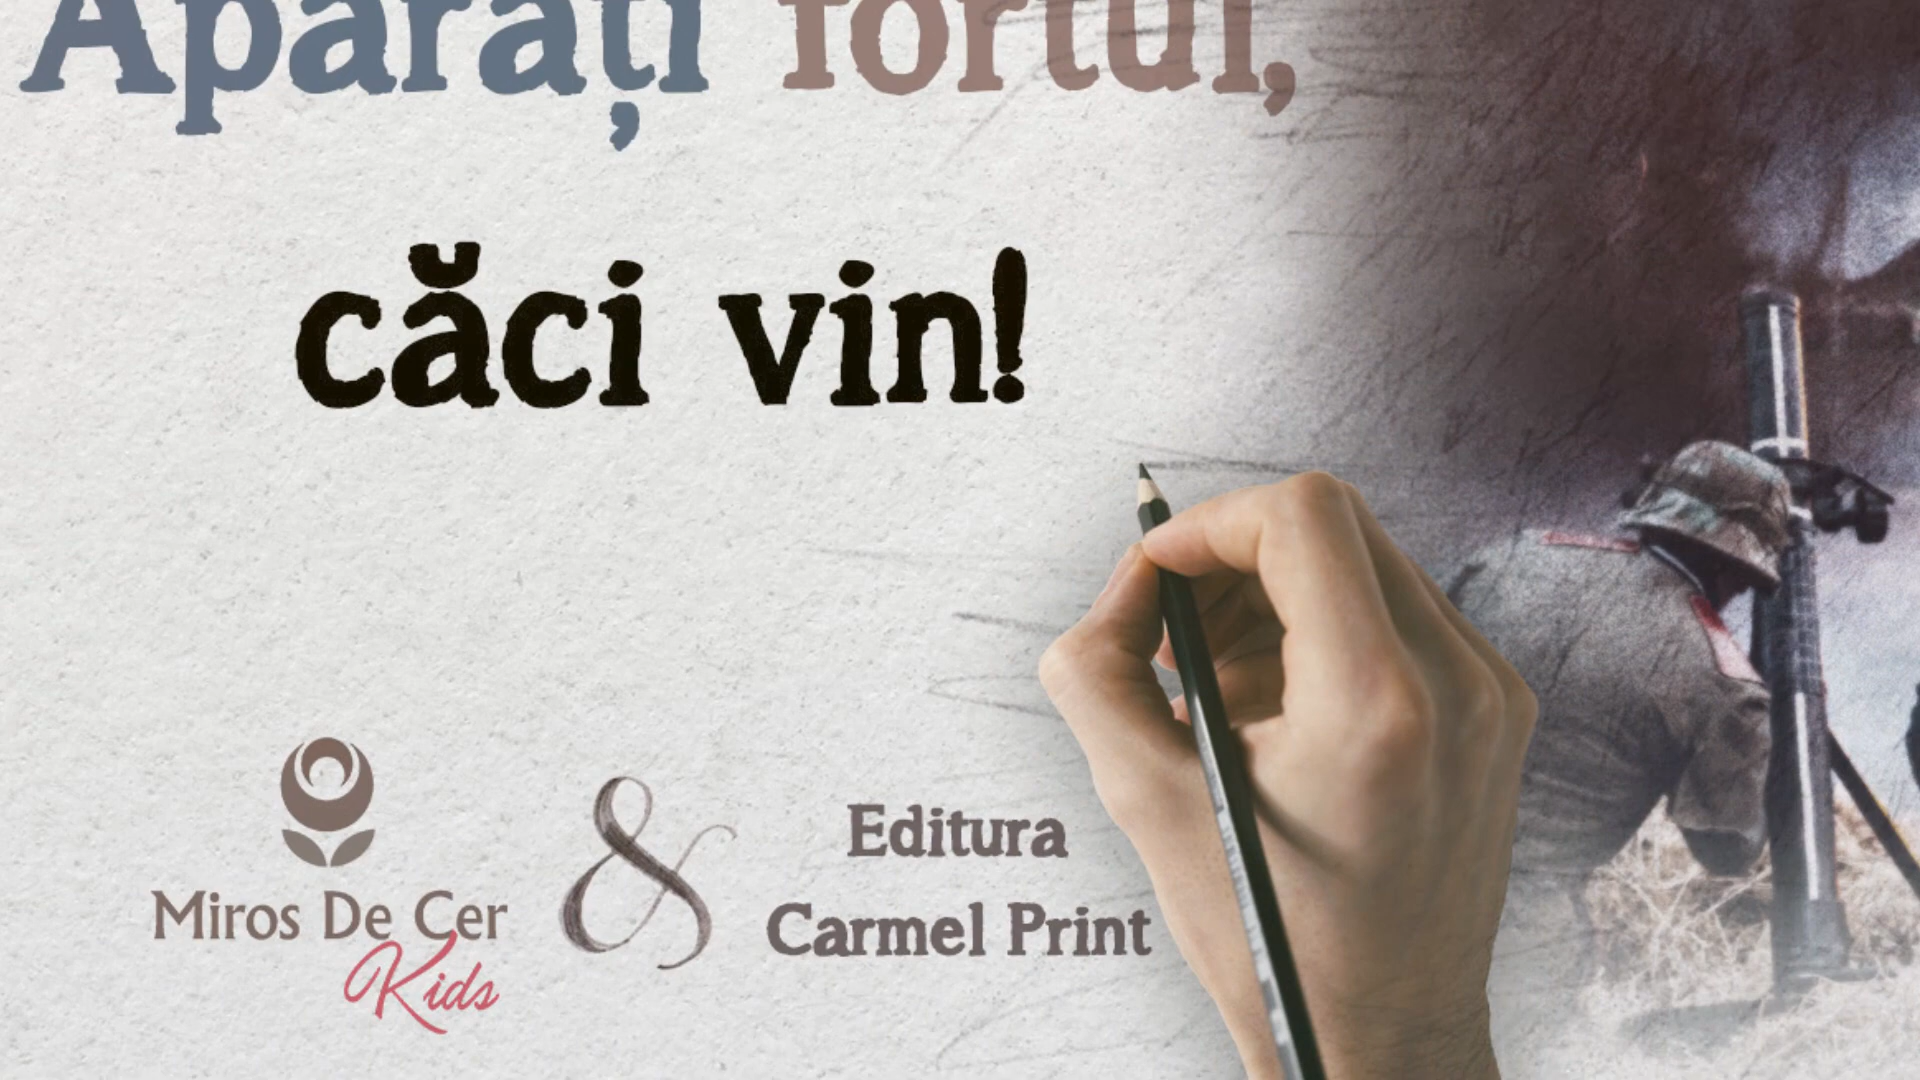 Apărați fortul,
căci vin!
Miros De Cer
Kids
&
Editura
Carmel Print